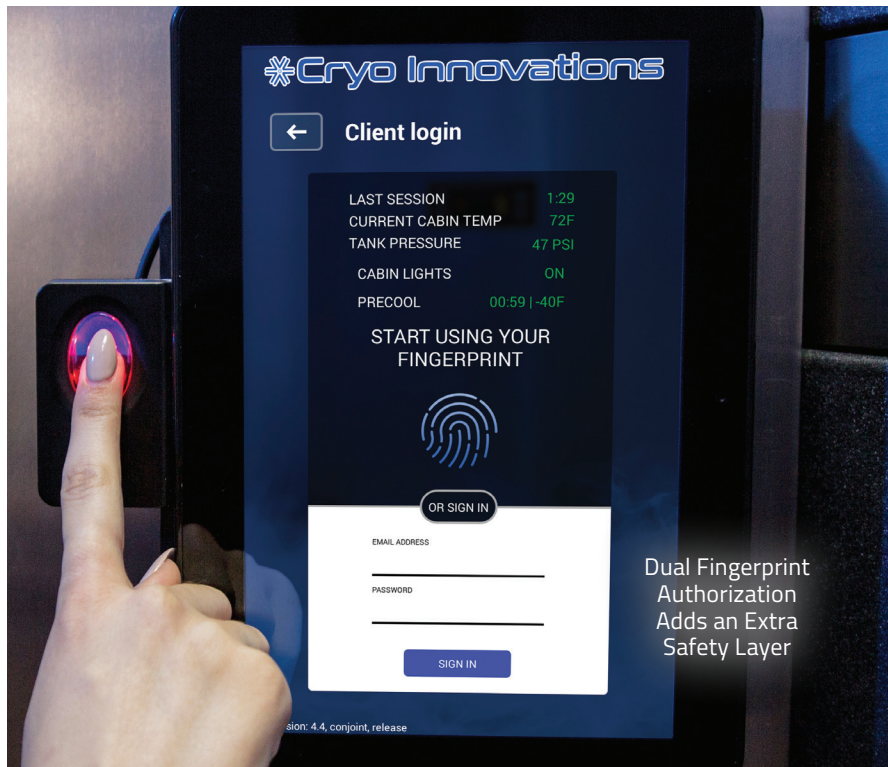 Cryo Innovations
Client login
LAST SESSION 1:29
CURRENT CABIN TEMP 72F
TANK PRESSURE 47 PSI
CABIN LIGHTS ON
PRECOOL 00:59 | -40F
START USING YOUR
FINGERPRINT
OR SIGN IN
EMAIL ADDRESS
PASSWORD
SIGN IN
Dual Fingerprint
Authorization
Adds an Extra
Safety Layer
4.4, conjoint, release